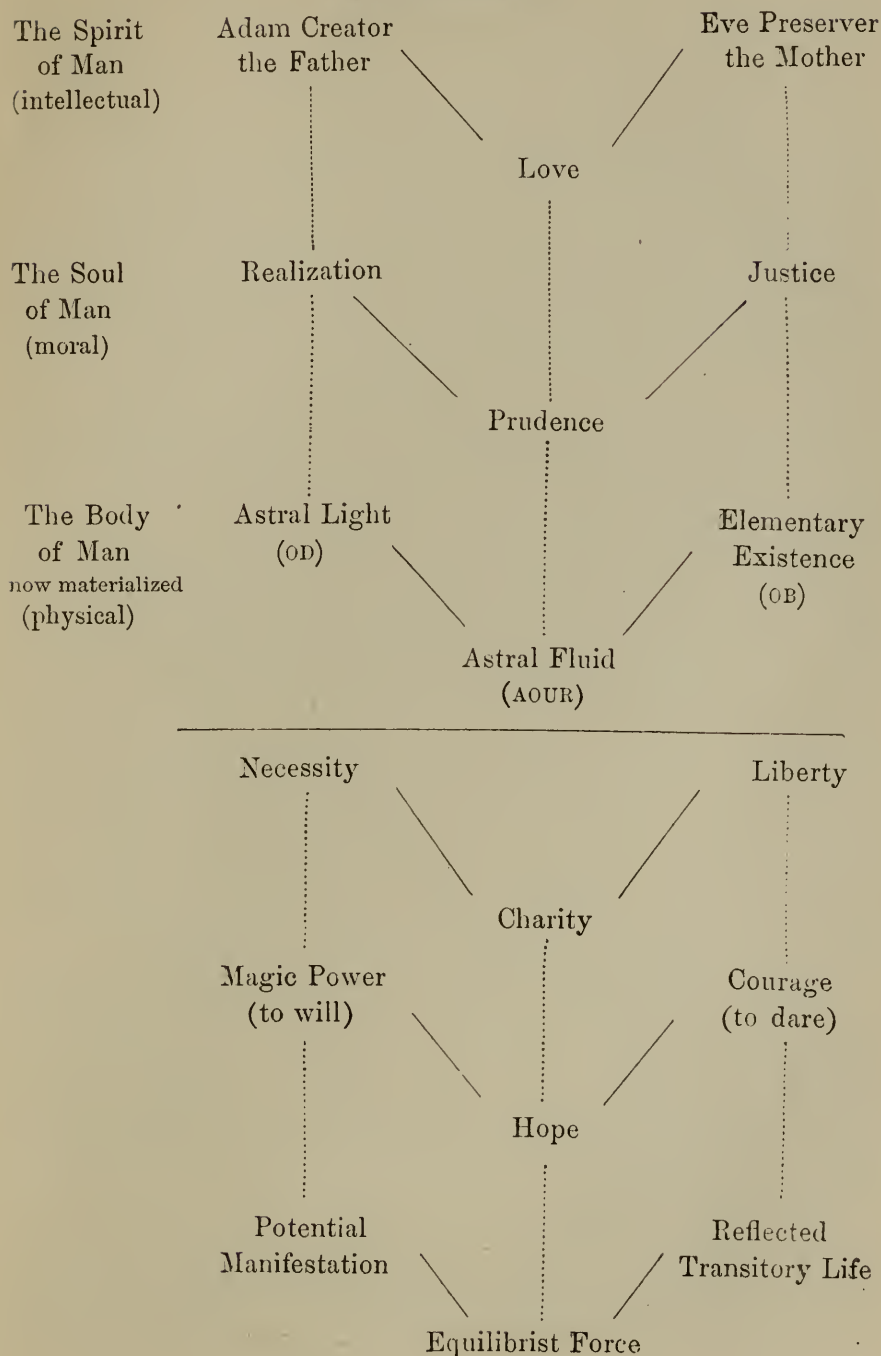 The Spirit
of Man
(intellectual)
Adam Creator
the Father
Eve Preserver
the Mother
Love
The Soul
of Man
(moral)
Realization
Justice
Prudence
The Body
of Man
now materialized
(physical)
Astral Light
(OD)
Elementary
Existence
(OB)
Astral Fluid
(AOUR)
Necessity
Liberty
Charity
Magic Power
(to will)
Courage
(to dare)
Hope
Potential
Manifestation
Reflected
Transitory Life
Equilibrist Force